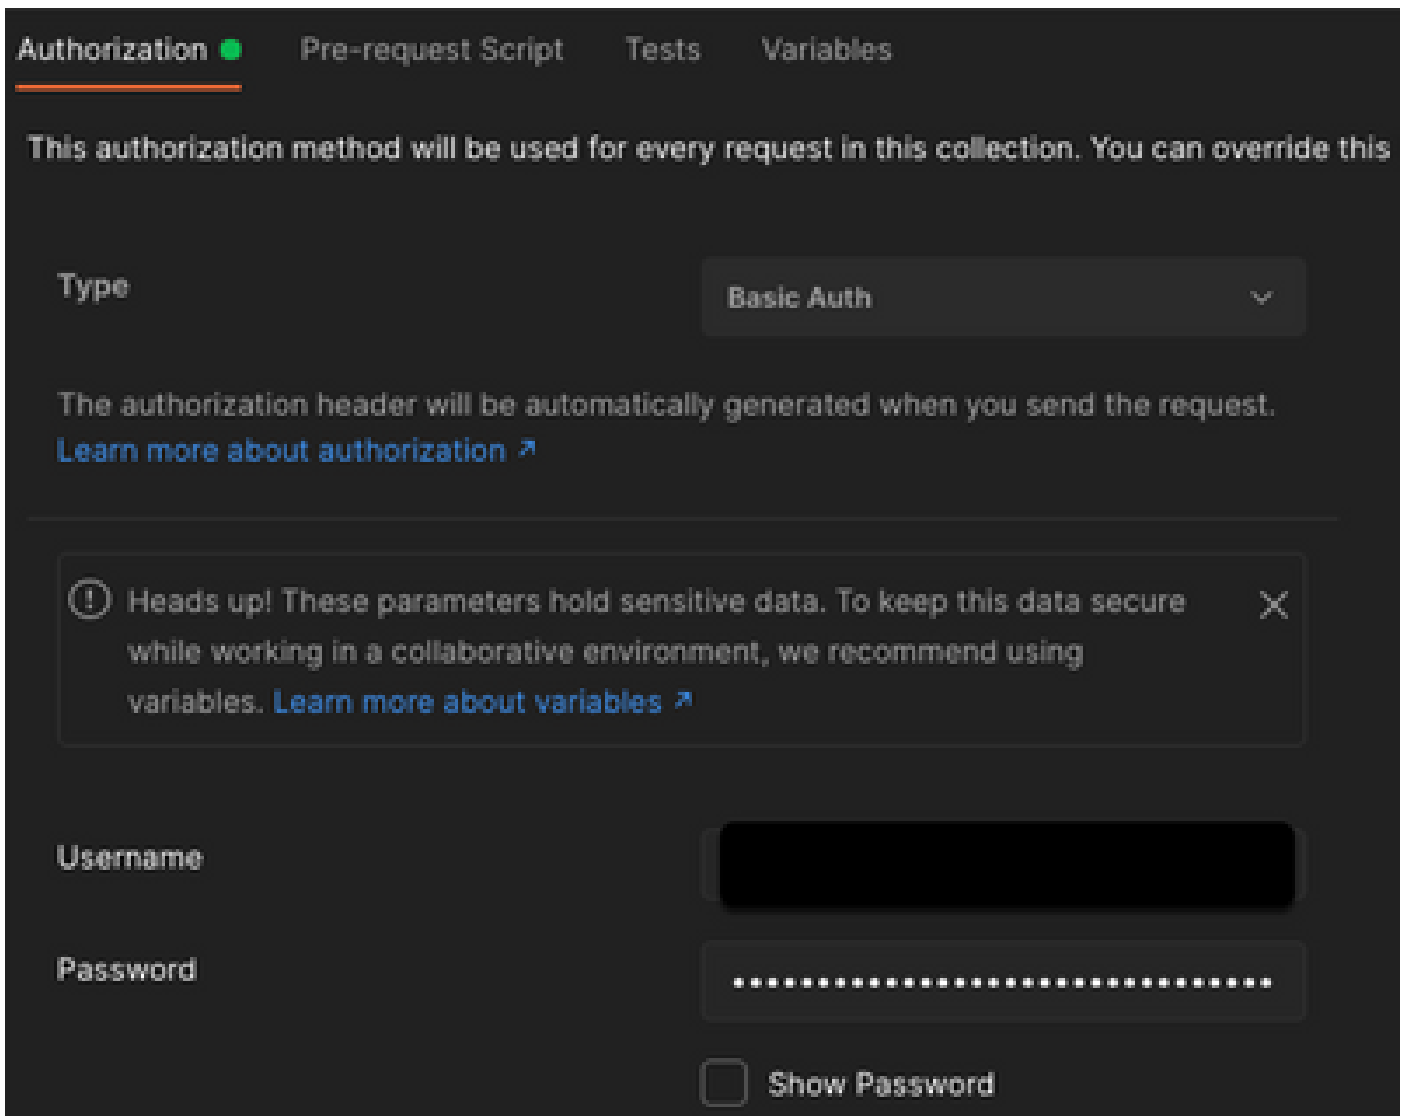 Authorization Pre-request Script Tests Variables
This authorization method will be used for every request in this collection. You can override this
Type Basic Auth
The authorization header will be automatically generated when you send the request.
Learn more about authorization ↗
Heads up! These parameters hold sensitive data. To keep this data secure
while working in a collaborative environment, we recommend using
variables. Learn more about variables ↗
Username
Password ••••••••••••••••••••••••••••••••
Show Password